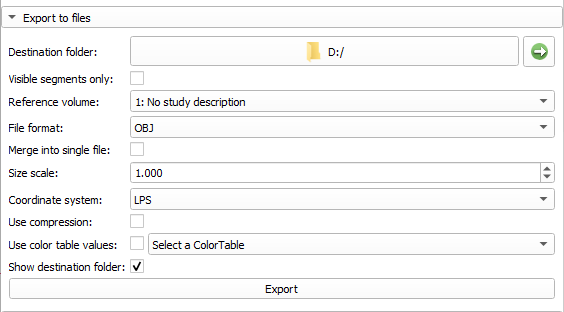 Export to files
Destination folder: D:/
Visible segments only:
Reference volume: 1: No study description
File format: OBJ
Merge into single file:
Size scale: 1.000
Coordinate system: LPS
Use compression:
Use color table values: Select a ColorTable
Show destination folder:
Export